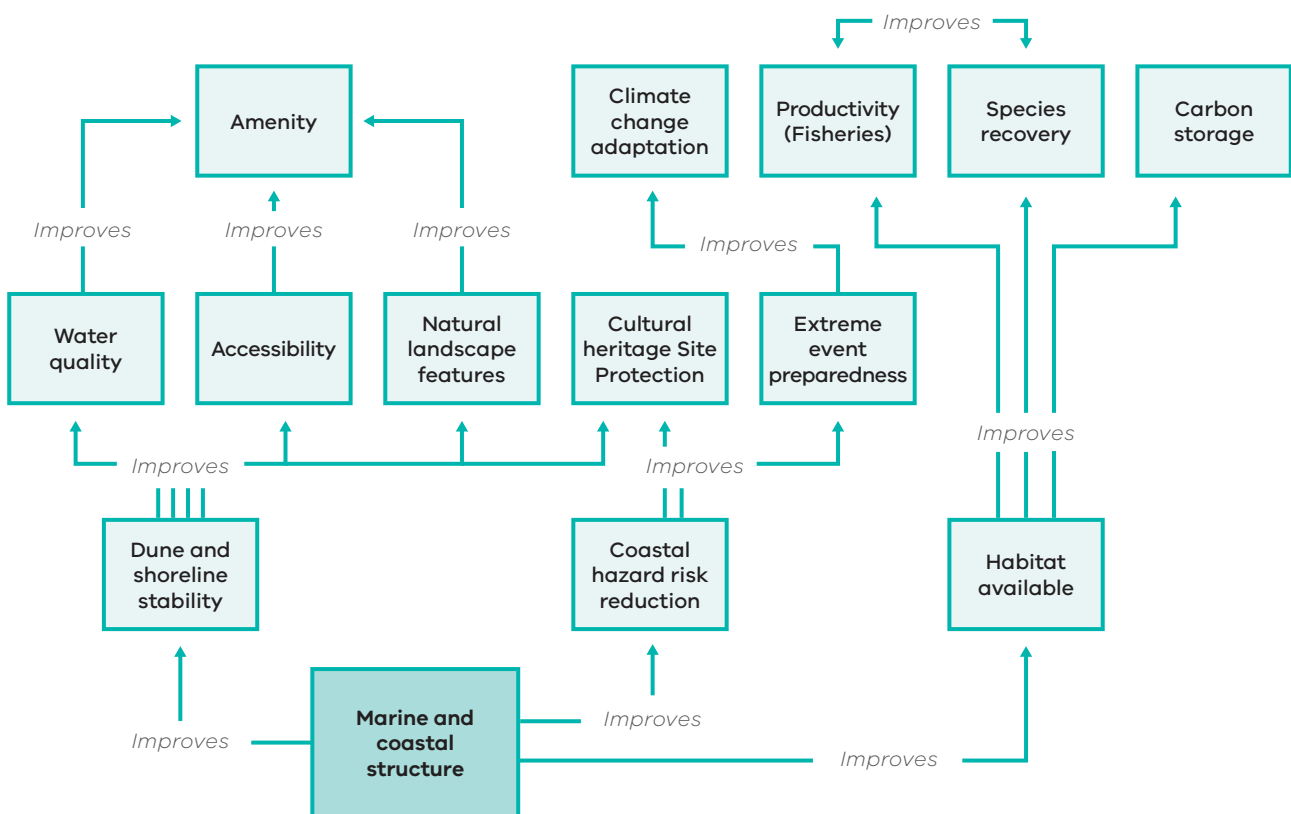 Improves
Amenity
Climate
change
adaptation
Productivity
(Fisheries)
Species
recovery
Carbon
storage
Improves
Improves
Improves
Improves
Water
quality
Accessibility
Natural
landscape
features
Cultural
heritage Site
Protection
Extreme
event
preparedness
Improves
Improves
Improves
Dune and
shoreline
stability
Coastal
hazard risk
reduction
Habitat
available
Marine and
coastal
structure
Improves
Improves
Improves